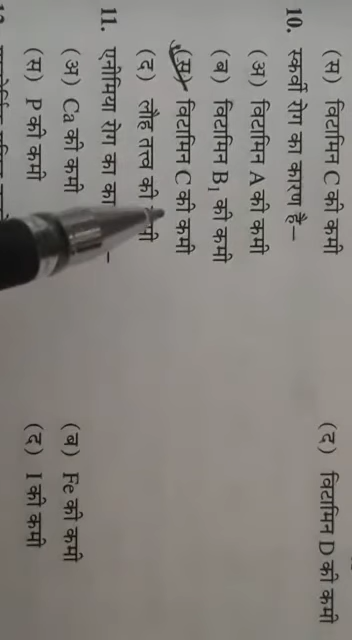 (स) विटामिन C की कमी (द) विटामिन D की कमी
10. स्कर्वी रोग का कारण है–
(अ) विटामिन A की कमी
(ब) विटामिन B₁ की कमी
(स) विटामिन C की कमी
(द) लौह तत्त्व की
11. एनीमिया रोग का
(अ) Ca की कमी (ब) Fe की कमी
(स) P की कमी (द) I की कमी